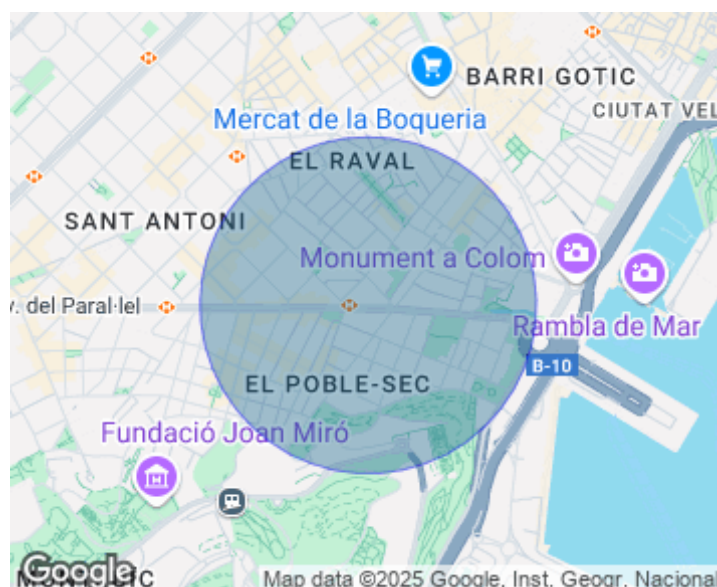 BARRI GOTIC
CIUTAT VEL
Mercat de la Boqueria
EL RAVAL
SANT ANTONI
Monument a Colom
. del Paral·lel
Rambla de Mar
B-10
EL POBLE-SEC
Fundació Joan Miró
Google
Map data ©2025 Google, Inst. Geogr. Nacional